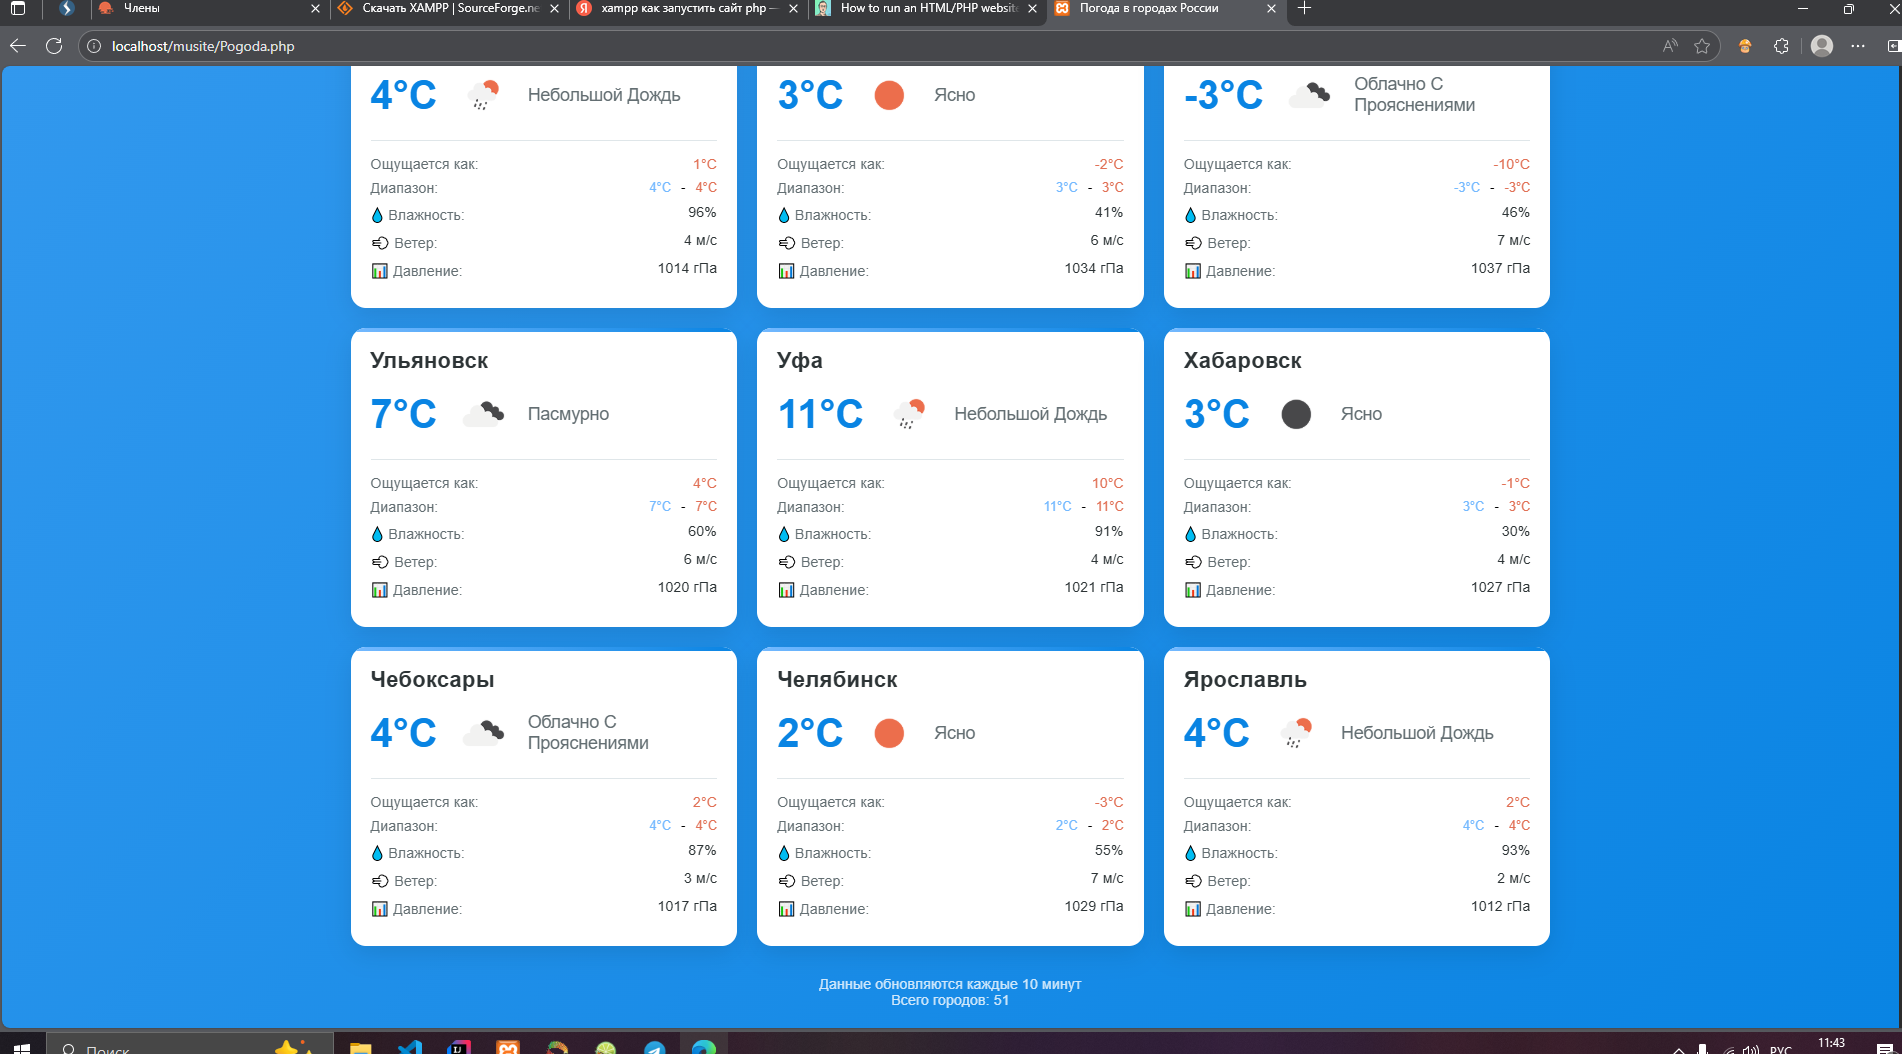 Члены
Скачать XAMPP | SourceForge.ne
xampp как запустить сайт php —
How to run an HTML/PHP website
Погода в городах России
localhost/musite/Pogoda.php
4°C Небольшой Дождь
3°C Ясно
-3°C Облачно С
Прояснениями
Ощущается как: 1°C
Диапазон: 4°C - 4°C
Влажность: 96%
Ветер: 4 м/с
Давление: 1014 гПа
Ощущается как: -2°C
Диапазон: 3°C - 3°C
Влажность: 41%
Ветер: 6 м/с
Давление: 1034 гПа
Ощущается как: -10°C
Диапазон: -3°C - -3°C
Влажность: 46%
Ветер: 7 м/с
Давление: 1037 гПа
Ульяновск
7°C Пасмурно
Ощущается как: 4°C
Диапазон: 7°C - 7°C
Влажность: 60%
Ветер: 6 м/с
Давление: 1020 гПа
Уфа
11°C Небольшой Дождь
Ощущается как: 10°C
Диапазон: 11°C - 11°C
Влажность: 91%
Ветер: 4 м/с
Давление: 1021 гПа
Хабаровск
3°C Ясно
Ощущается как: -1°C
Диапазон: 3°C - 3°C
Влажность: 30%
Ветер: 4 м/с
Давление: 1027 гПа
Чебоксары
4°C Облачно С
Прояснениями
Ощущается как: 2°C
Диапазон: 4°C - 4°C
Влажность: 87%
Ветер: 3 м/с
Давление: 1017 гПа
Челябинск
2°C Ясно
Ощущается как: -3°C
Диапазон: 2°C - 2°C
Влажность: 55%
Ветер: 7 м/с
Давление: 1029 гПа
Ярославль
4°C Небольшой Дождь
Ощущается как: 2°C
Диапазон: 4°C - 4°C
Влажность: 93%
Ветер: 2 м/с
Давление: 1012 гПа
Данные обновляются каждые 10 минут
Всего городов: 51
Поиск
РУС
11:43